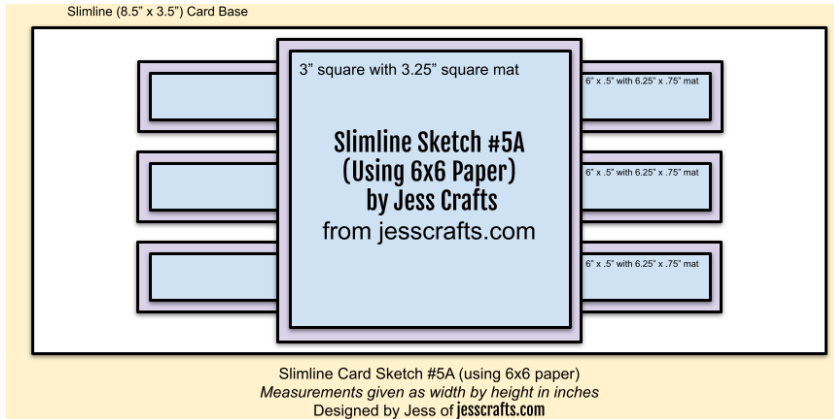 Slimline (8.5” x 3.5”) Card Base
3” square with 3.25” square mat
6” x .5” with 6.25” x .75” mat
Slimline Sketch #5A
(Using 6x6 Paper)
by Jess Crafts
from jesscrafts.com
6” x .5” with 6.25” x .75” mat
6” x .5” with 6.25” x .75” mat
Slimline Card Sketch #5A (using 6x6 paper)
Measurements given as width by height in inches
Designed by Jess of jesscrafts.com